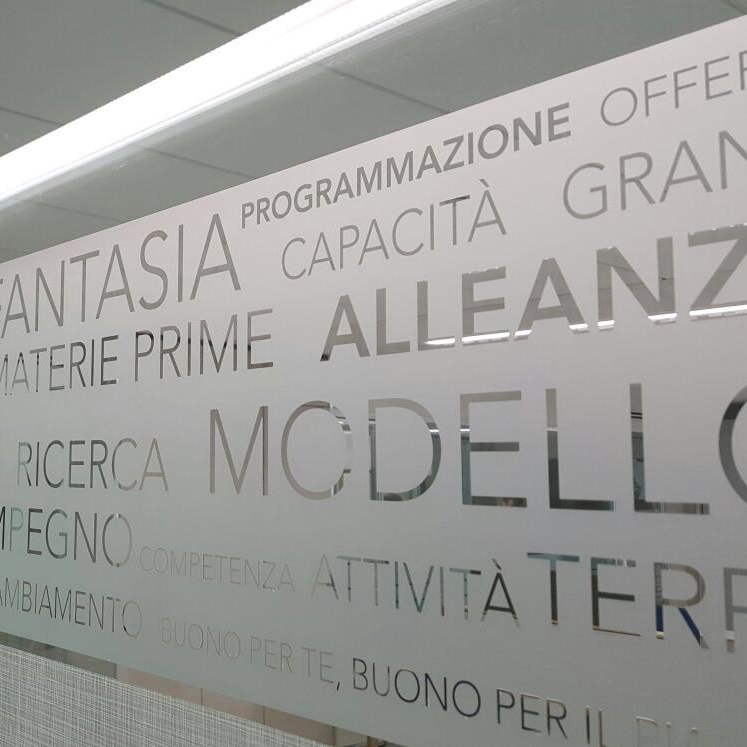 PROGRAMMAZIONE OFFER
FANTASIA CAPACITÀ GRAN
MATERIE PRIME ALLEANZ
RICERCA MODELLO
MPEGNO COMPETENZA ATTIVITÀ TERR
AMBIAMENTO BUONO PER TE, BUONO PER IL